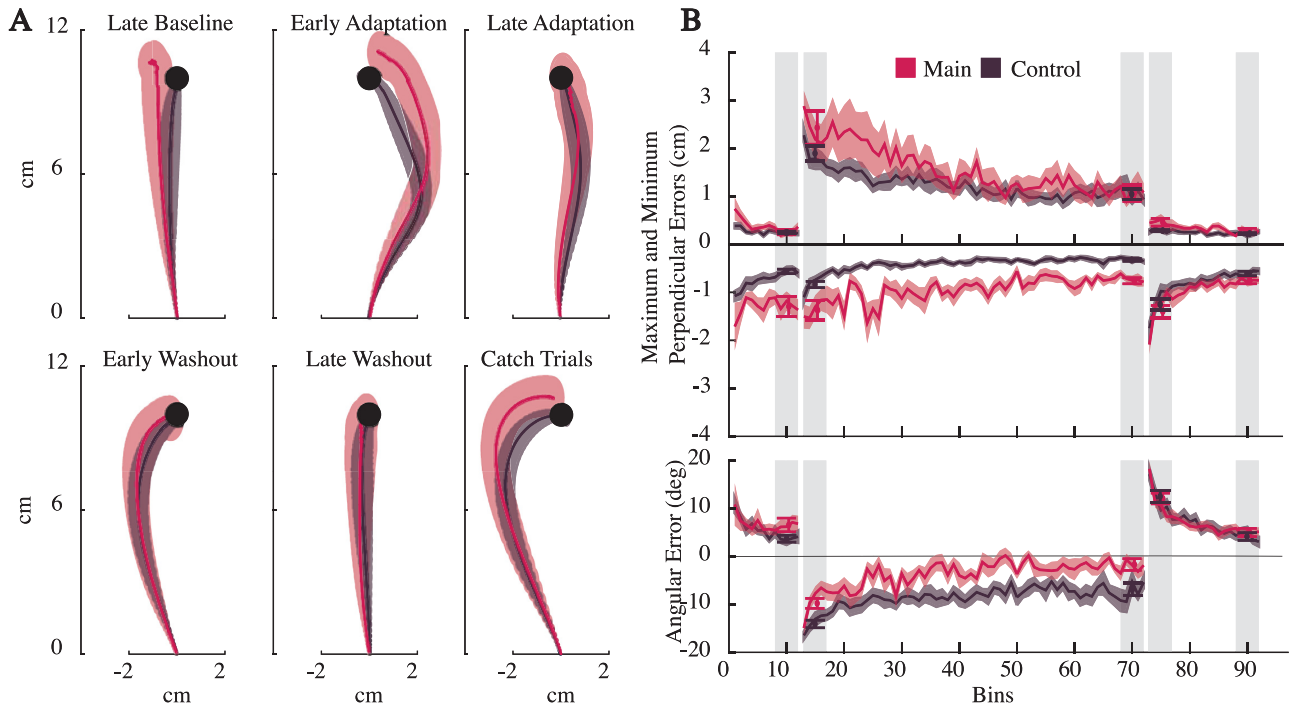 A
B
Late Baseline
Early Adaptation
Late Adaptation
12
6
0
cm
Early Washout
Late Washout
Catch Trials
12
6
0
cm
-2 2
cm
-2 2
cm
-2 2
cm
Main
Control
Maximum and Minimum
Perpendicular Errors (cm)
4
3
2
1
0
-1
-2
-3
-4
Angular Error (deg)
20
10
0
-10
-20
0 10 20 30 40 50 60 70 80 90
Bins